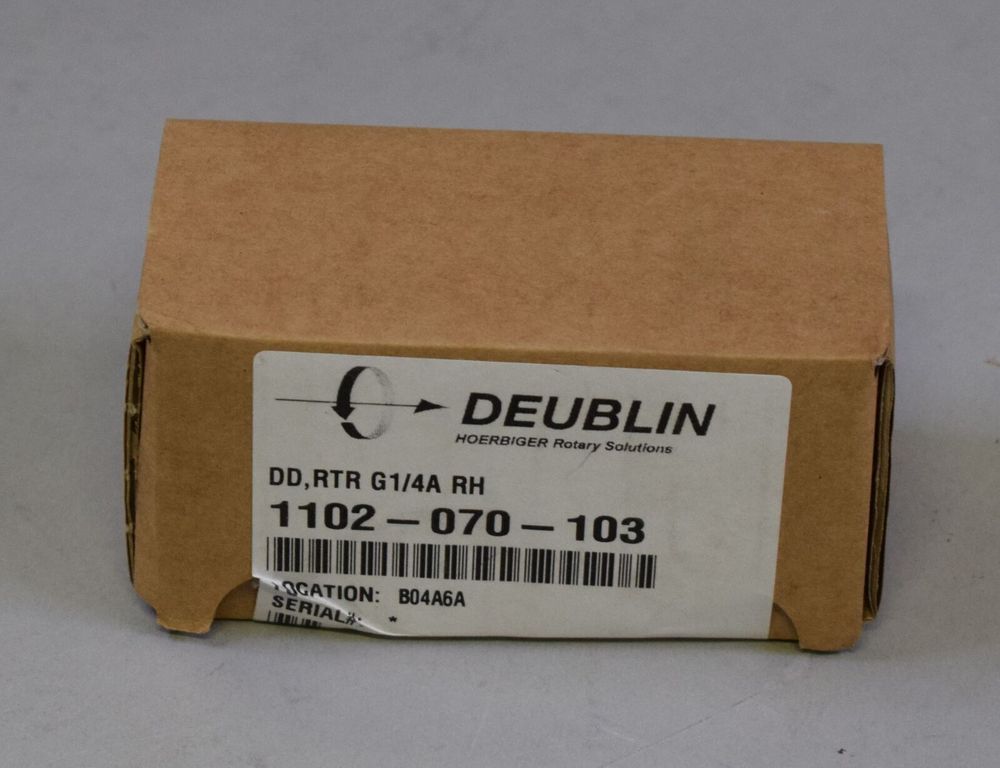 DEUBLIN
HOERBIGER Rotary Solutions
DD,RTR G1/4A RH
1102-070-103
LOCATION: B04A6A
SERIAL#: *